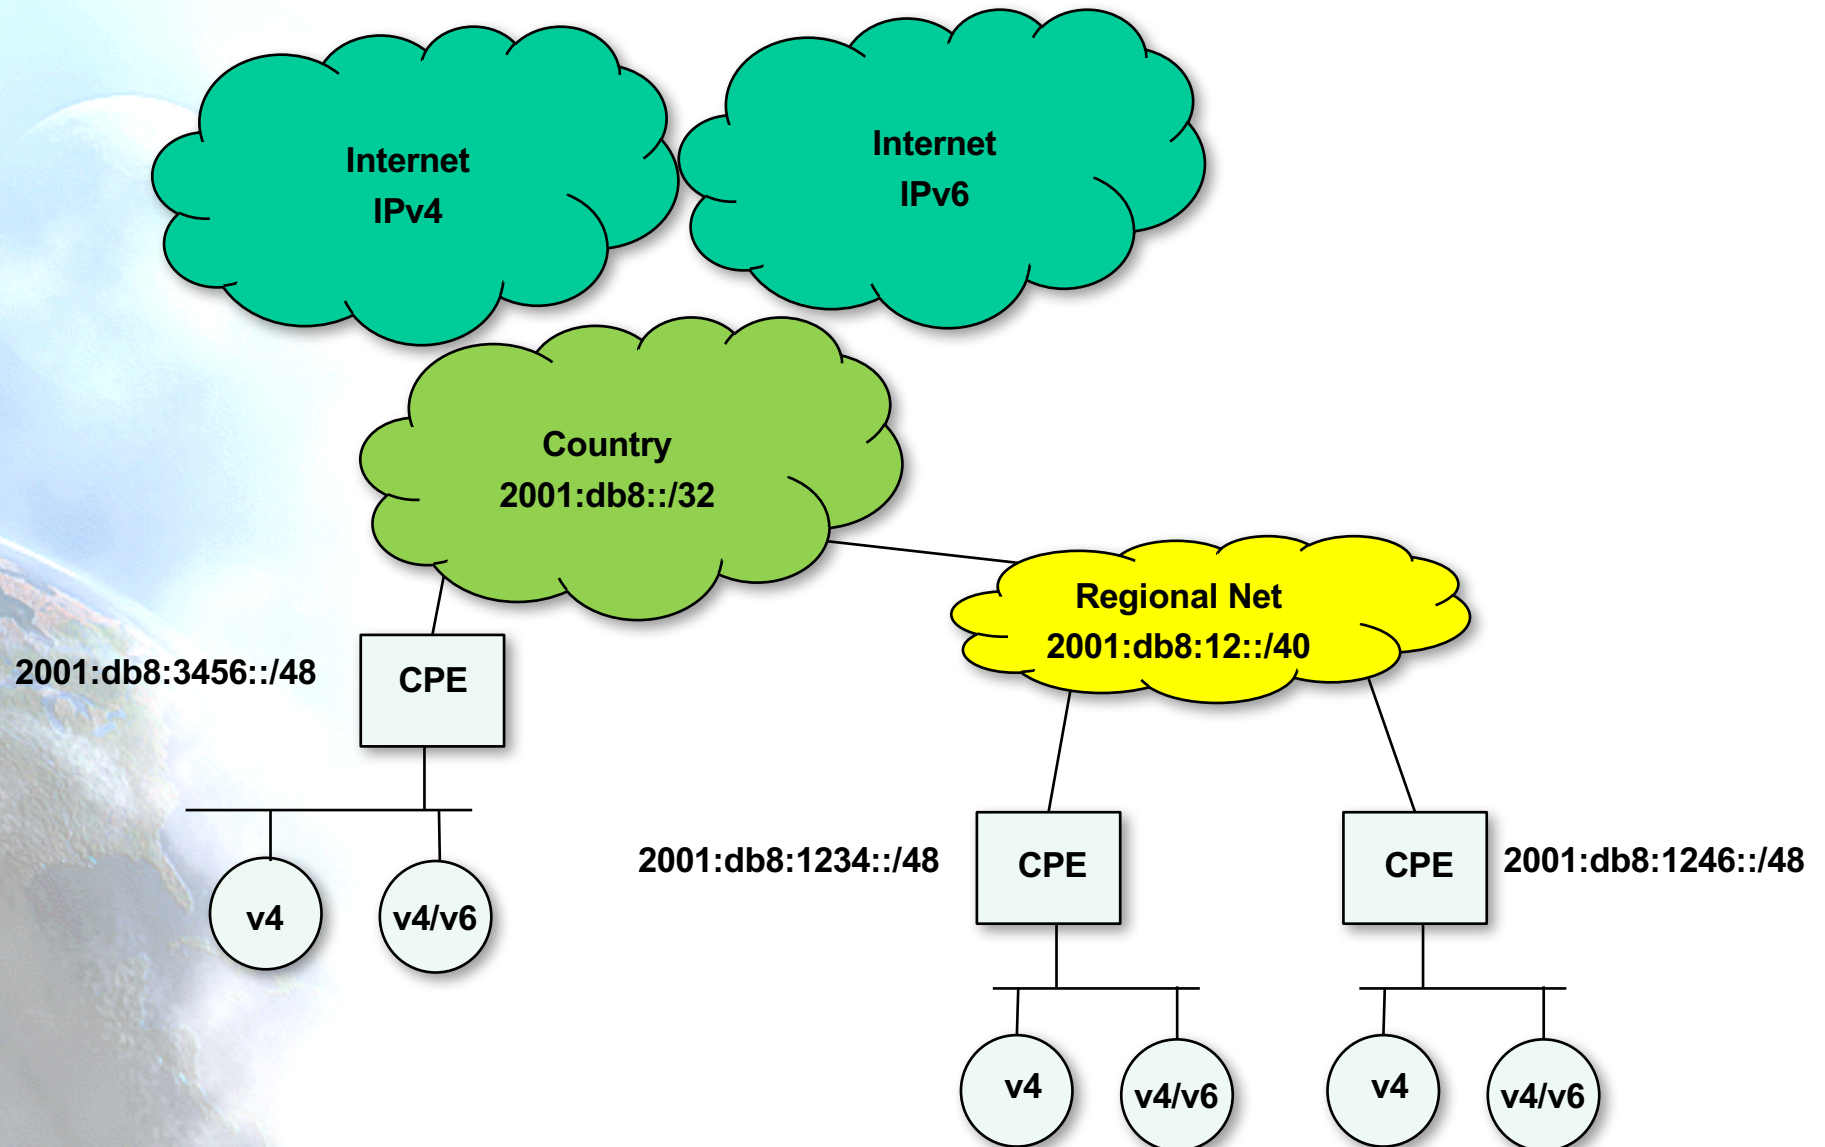 Internet
IPv4
Internet
IPv6
Country
2001:db8::/32
Regional Net
2001:db8:12::/40
2001:db8:3456::/48
CPE
v4
v4/v6
2001:db8:1234::/48
CPE
CPE
2001:db8:1246::/48
v4
v4/v6
v4
v4/v6